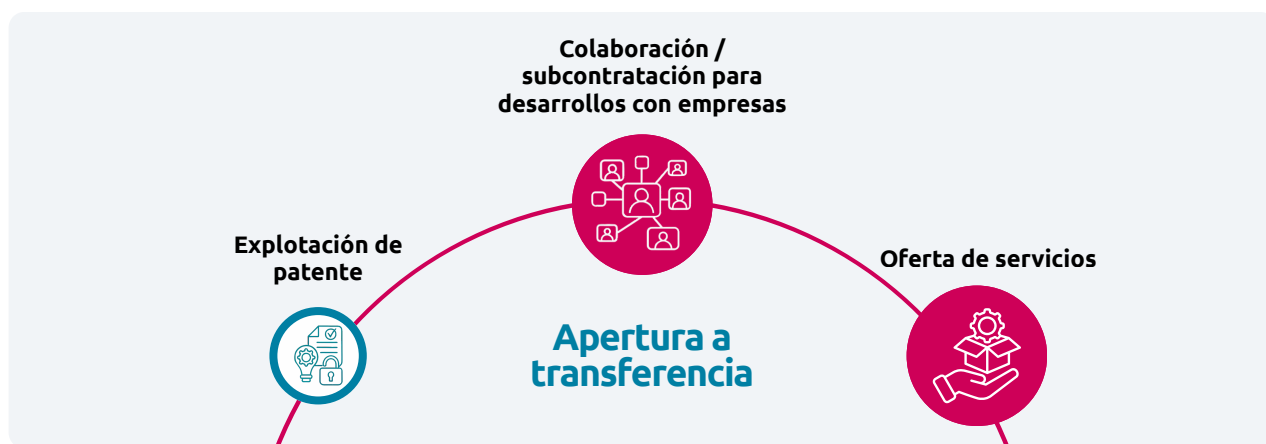 Colaboración /
subcontratación para
desarrollos con empresas
Explotación de
patente
Oferta de servicios
Apertura a
transferencia